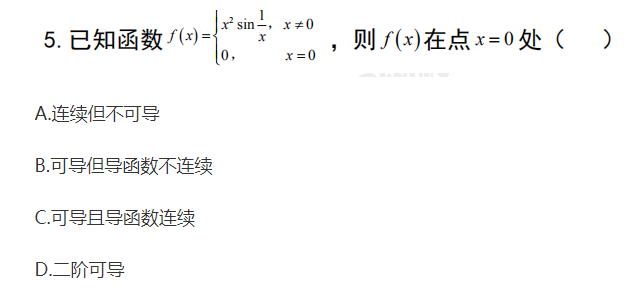 5. 已知函数 f(x)={x² sin 1/x, x≠0
0, x=0 ，则 f(x) 在点 x=0 处（ ）
A.连续但不可导
B.可导但导函数不连续
C.可导且导函数连续
D.二阶可导